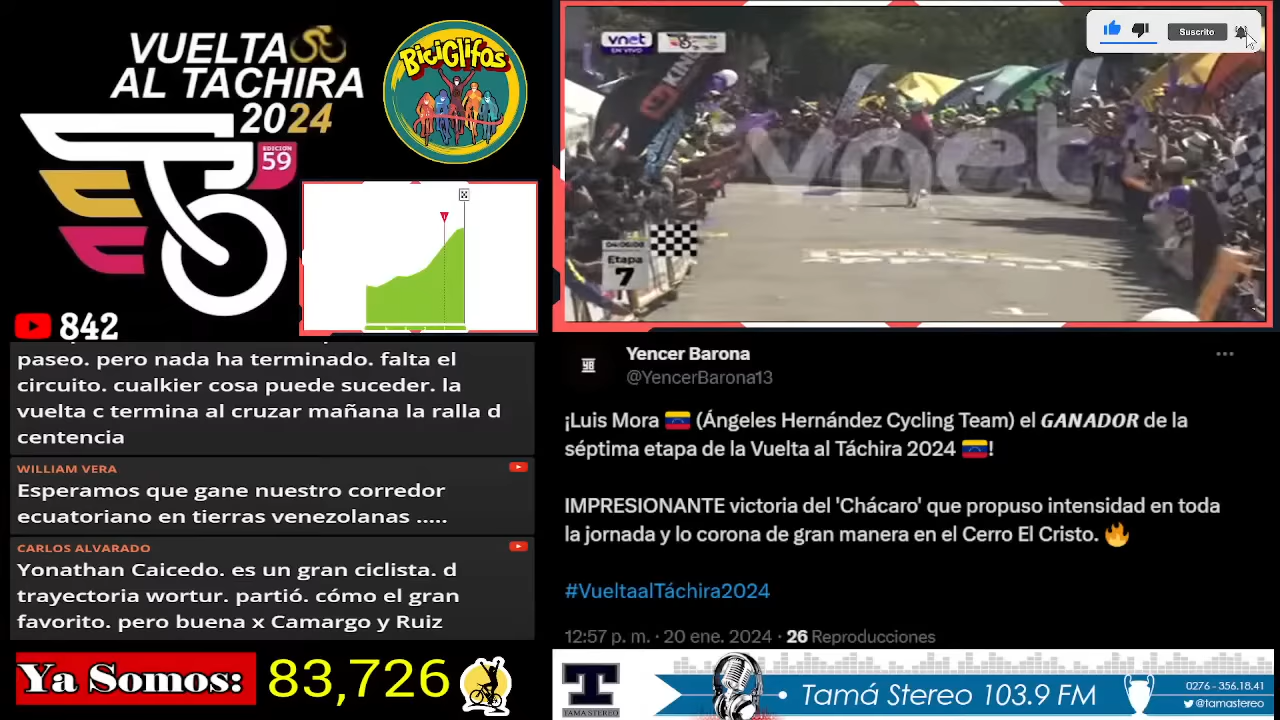 VUELTA
AL TACHIRA
2024
EDICION
59
BiciGlifos
842
paseo. pero nada ha terminado. falta el
circuito. cualkier cosa puede suceder. la
vuelta c termina al cruzar mañana la ralla d
centencia
WILLIAM VERA
Esperamos que gane nuestro corredor
ecuatoriano en tierras venezolanas .....
CARLOS ALVARADO
Yonathan Caicedo. es un gran ciclista. d
trayectoria wortur. partió. cómo el gran
favorito. pero buena x Camargo y Ruiz
Ya Somos: 83,726
vnet
EN VIVO
Suscrito
vnet
Etapa
7
Yencer Barona
@YencerBarona13
¡Luis Mora 🇻🇪 (Ángeles Hernández Cycling Team) el GANADOR de la
séptima etapa de la Vuelta al Táchira 2024 🇻🇪!
IMPRESIONANTE victoria del 'Chácaro' que propuso intensidad en toda
la jornada y lo corona de gran manera en el Cerro El Cristo. 🔥
#VueltaalTáchira2024
12:57 p. m. · 20 ene. 2024 · 26 Reproducciones
T
TAMA STEREO
Tamá Stereo 103.9 FM
0276 - 356.18.41
@tamastereo